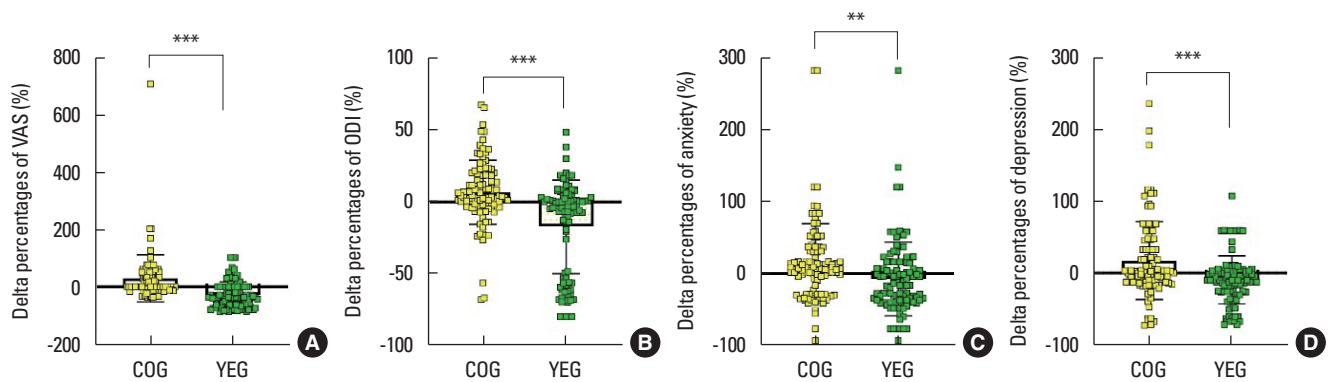 Delta percentages of VAS (%)
800
600
400
200
0
-200
***
COG YEG
A
Delta percentages of ODI (%)
100
50
0
-50
-100
***
COG YEG
B
Delta percentages of anxiety (%)
300
200
100
0
-100
**
COG YEG
C
Delta percentages of depression (%)
300
200
100
0
-100
***
COG YEG
D